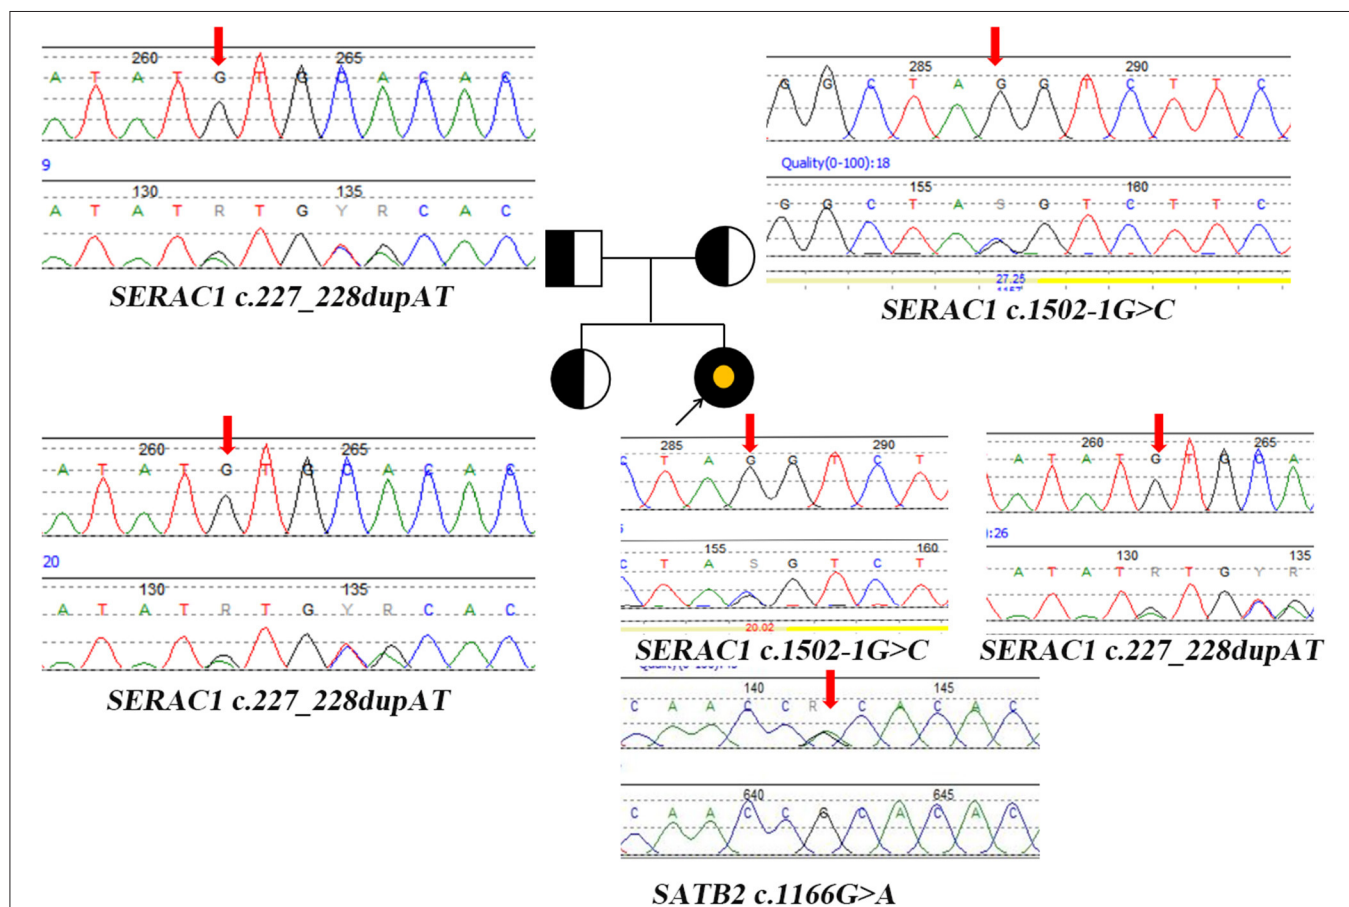 260 265
A T A T G T G C A C A C
9
130 135
A T A T R T G Y R C A C
SERAC1 c.227_228dupAT
285 290
G G C T A G G T C T T C
Quality(0-100):18
155 160
G G C T A S G T C T T C
27.25
SERAC1 c.1502-1G>C
260 265
A T A T G T G C A C A C
20
130 135
A T A T R T G Y R C A C
SERAC1 c.227_228dupAT
285 290
C T A G G T C T
155 160
C T A S G T C T
20.02
SERAC1 c.1502-1G>C
260 265
A T A T G T G C A
:26
130 135
A T A T R T G Y R
SERAC1 c.227_228dupAT
140 145
C A A C C R C A C A C
640 645
C A A C C G C A C A C
SATB2 c.1166G>A